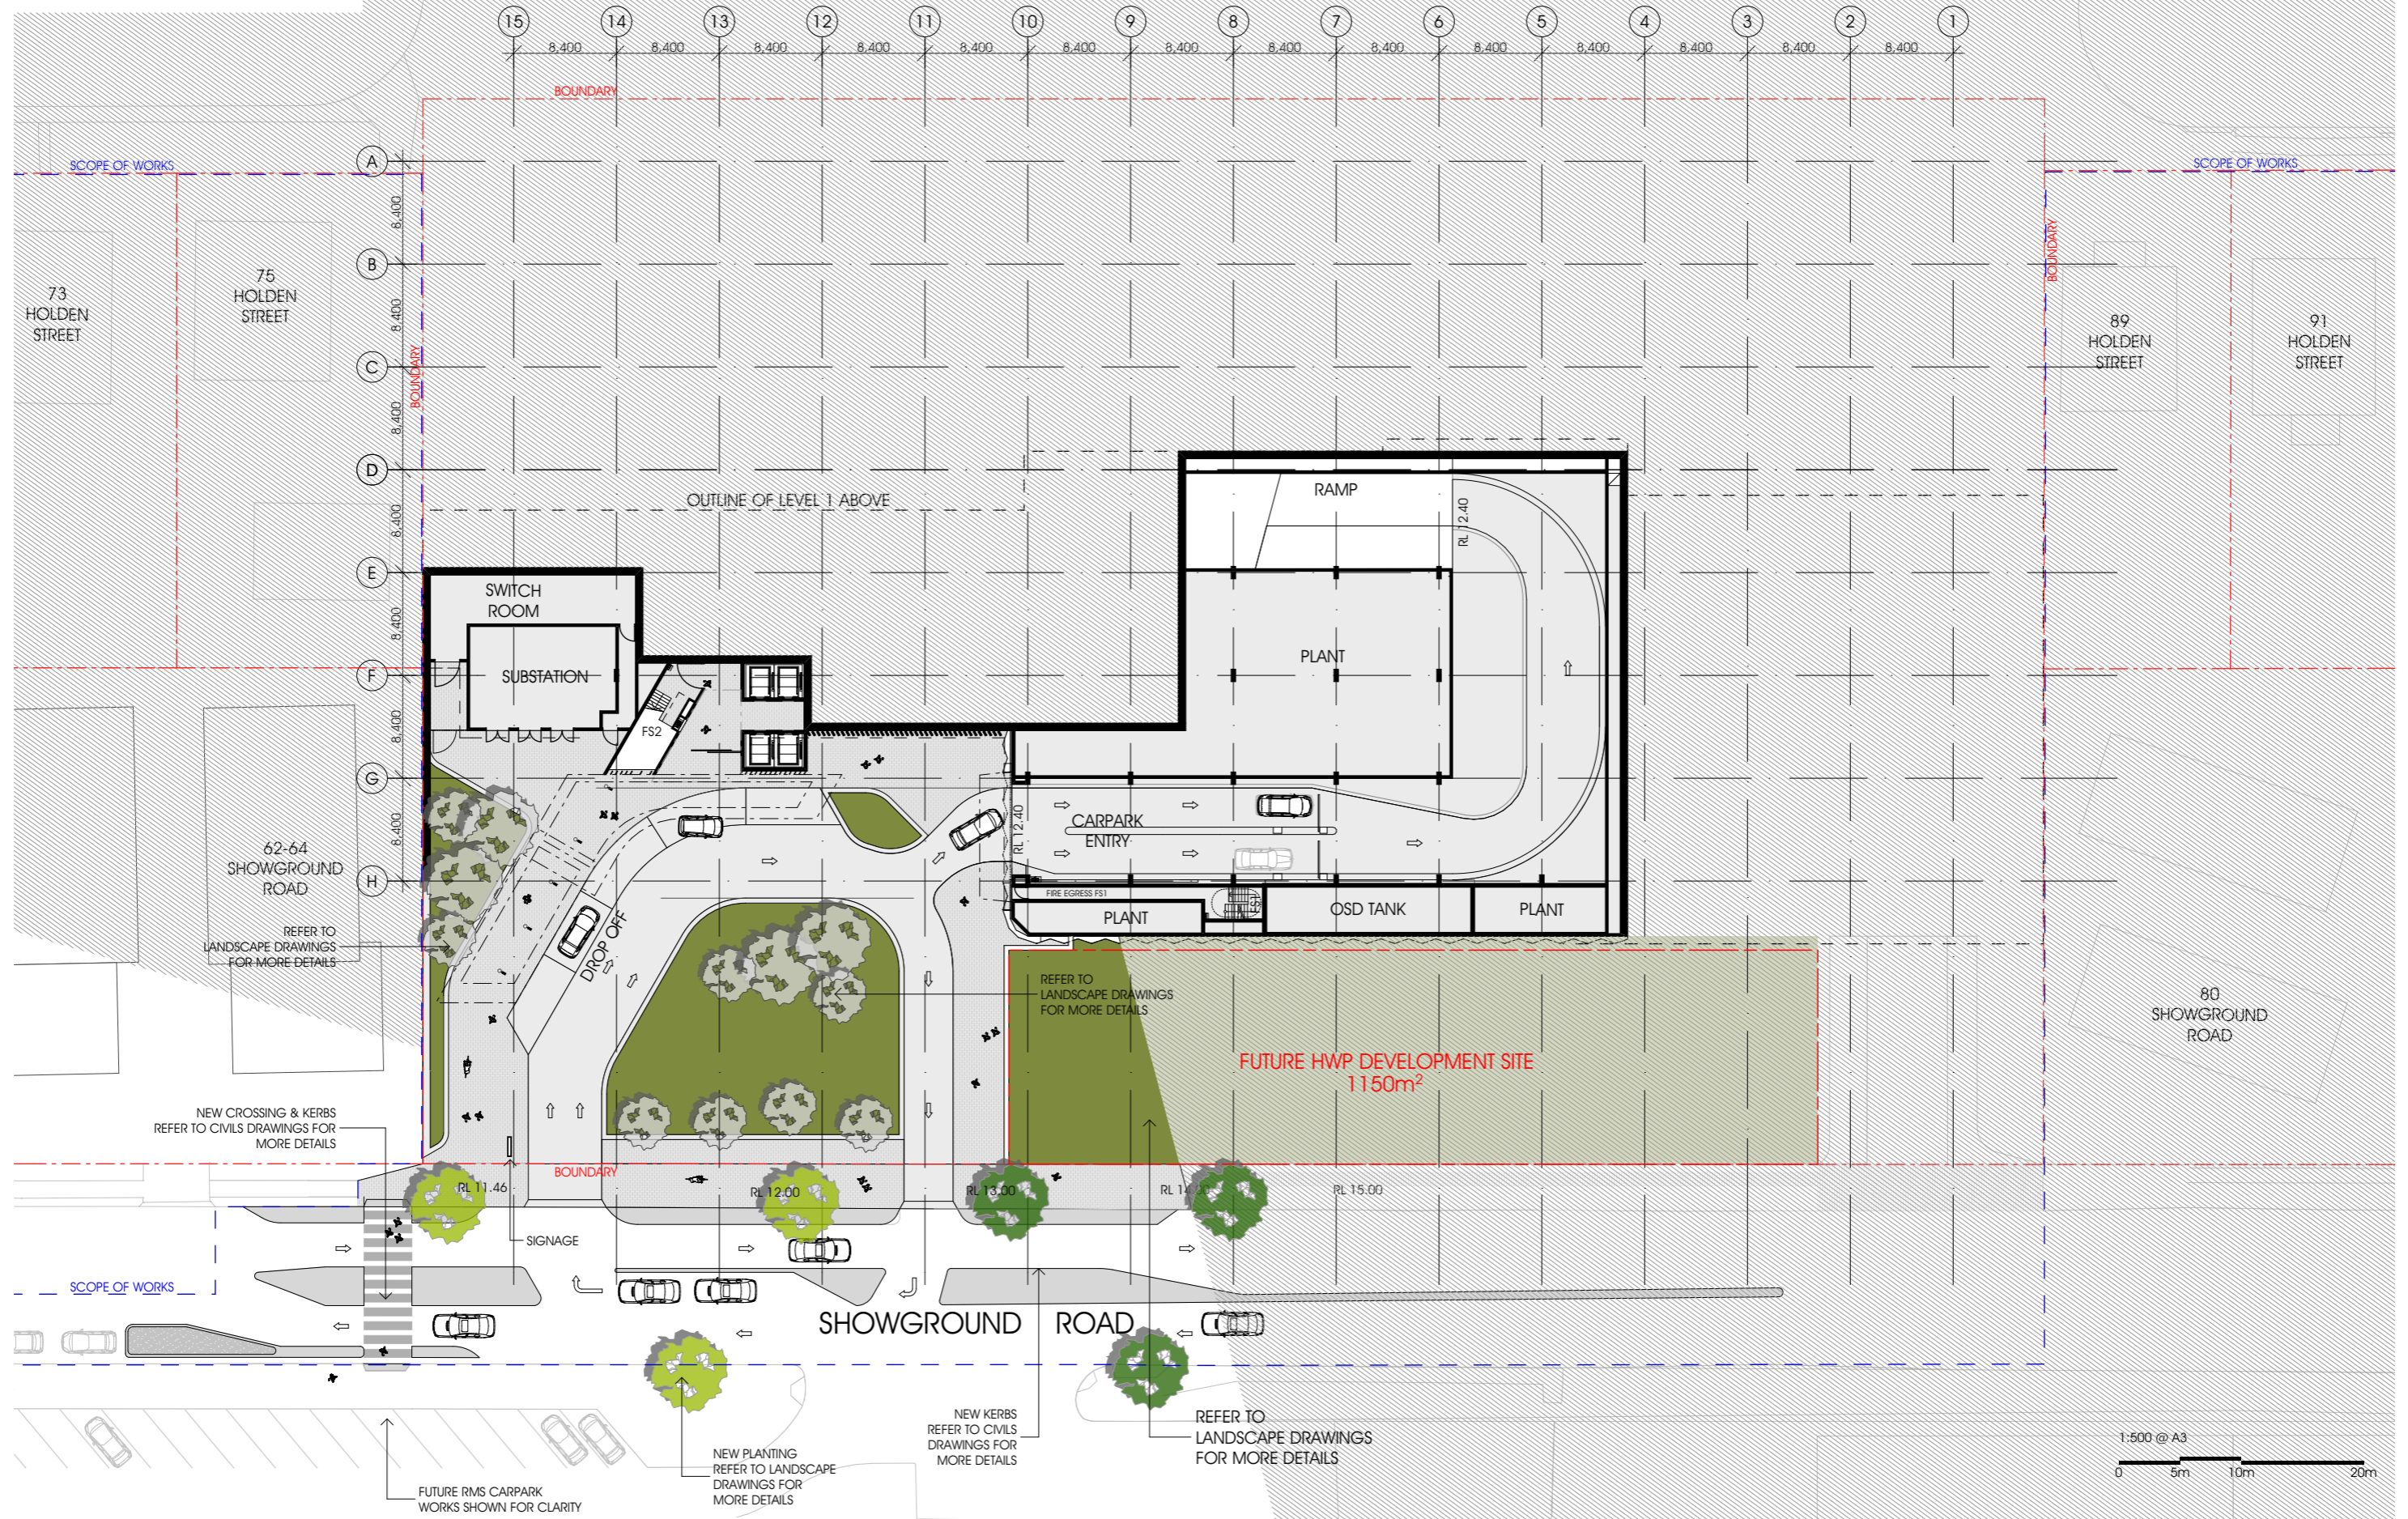 15 14 13 12 11 10 9 8 7 6 5 4 3 2 1
8,400 8,400 8,400 8,400 8,400 8,400 8,400 8,400 8,400 8,400 8,400 8,400 8,400 8,400
BOUNDARY
A
SCOPE OF WORKS
SCOPE OF WORKS
8,400
BOUNDARY
B
75
HOLDEN
STREET
73
HOLDEN
STREET
8,400
89
HOLDEN
STREET
91
HOLDEN
STREET
BOUNDARY
C
8,400
D
OUTLINE OF LEVEL 1 ABOVE
RAMP
RL 12.40
8,400
E
SWITCH
ROOM
8,400
PLANT
F
SUBSTATION
FS2
8,400
G
CARPARK
ENTRY
RL 12.40
8,400
62-64
SHOWGROUND
ROAD
H
FIRE EGRESS FS1
FS1
PLANT
OSD TANK
PLANT
DROP OFF
REFER TO
LANDSCAPE DRAWINGS
FOR MORE DETAILS
REFER TO
LANDSCAPE DRAWINGS
FOR MORE DETAILS
80
SHOWGROUND
ROAD
FUTURE HWP DEVELOPMENT SITE
1150m²
NEW CROSSING & KERBS
REFER TO CIVILS DRAWINGS FOR
MORE DETAILS
BOUNDARY
RL 11.46
RL 12.00
RL 13.00
RL 15.00
SIGNAGE
SCOPE OF WORKS
SHOWGROUND ROAD
NEW KERBS
REFER TO CIVILS
DRAWINGS FOR
MORE DETAILS
REFER TO
LANDSCAPE DRAWINGS
FOR MORE DETAILS
NEW PLANTING
REFER TO LANDSCAPE
DRAWINGS FOR
MORE DETAILS
FUTURE RMS CARPARK
WORKS SHOWN FOR CLARITY
1:500 @ A3
0 5m 10m 20m